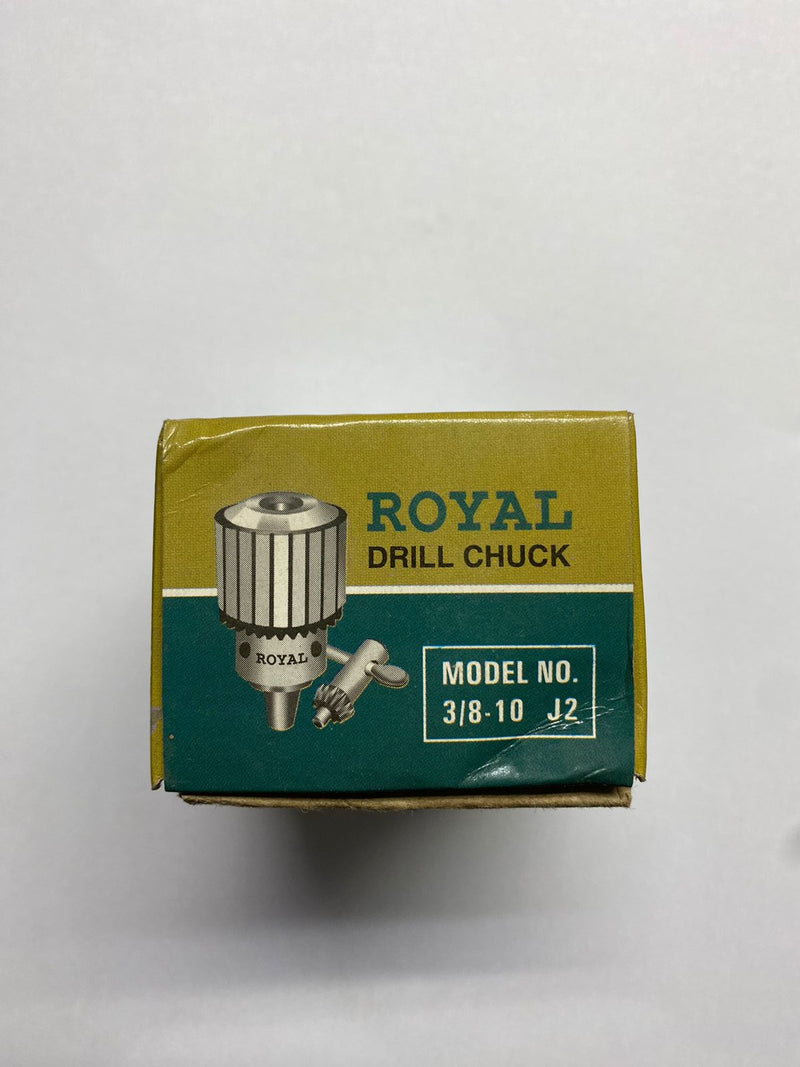 ROYAL
DRILL CHUCK
ROYAL
MODEL NO.
3/8-10 J2